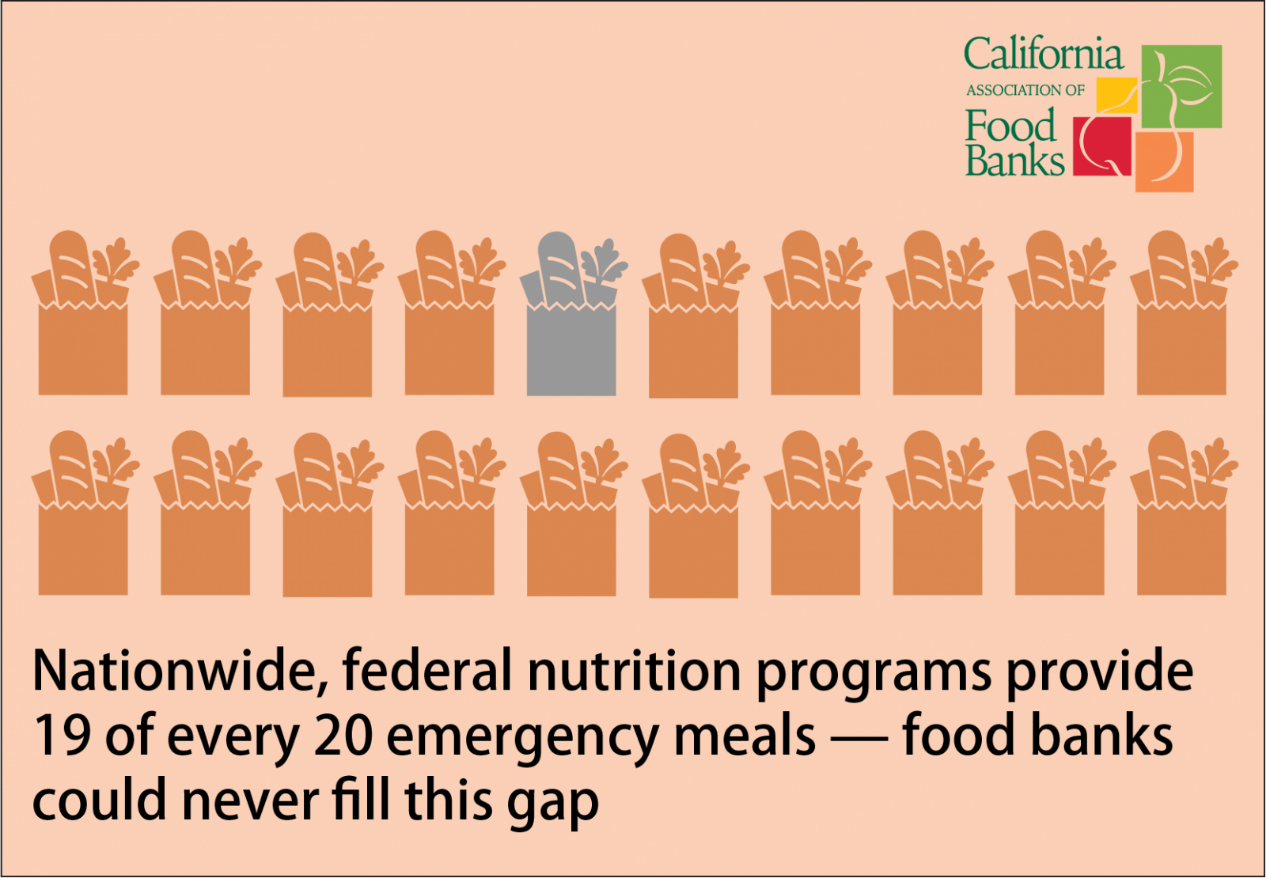 California
ASSOCIATION OF
Food
Banks
Nationwide, federal nutrition programs provide
19 of every 20 emergency meals — food banks
could never fill this gap